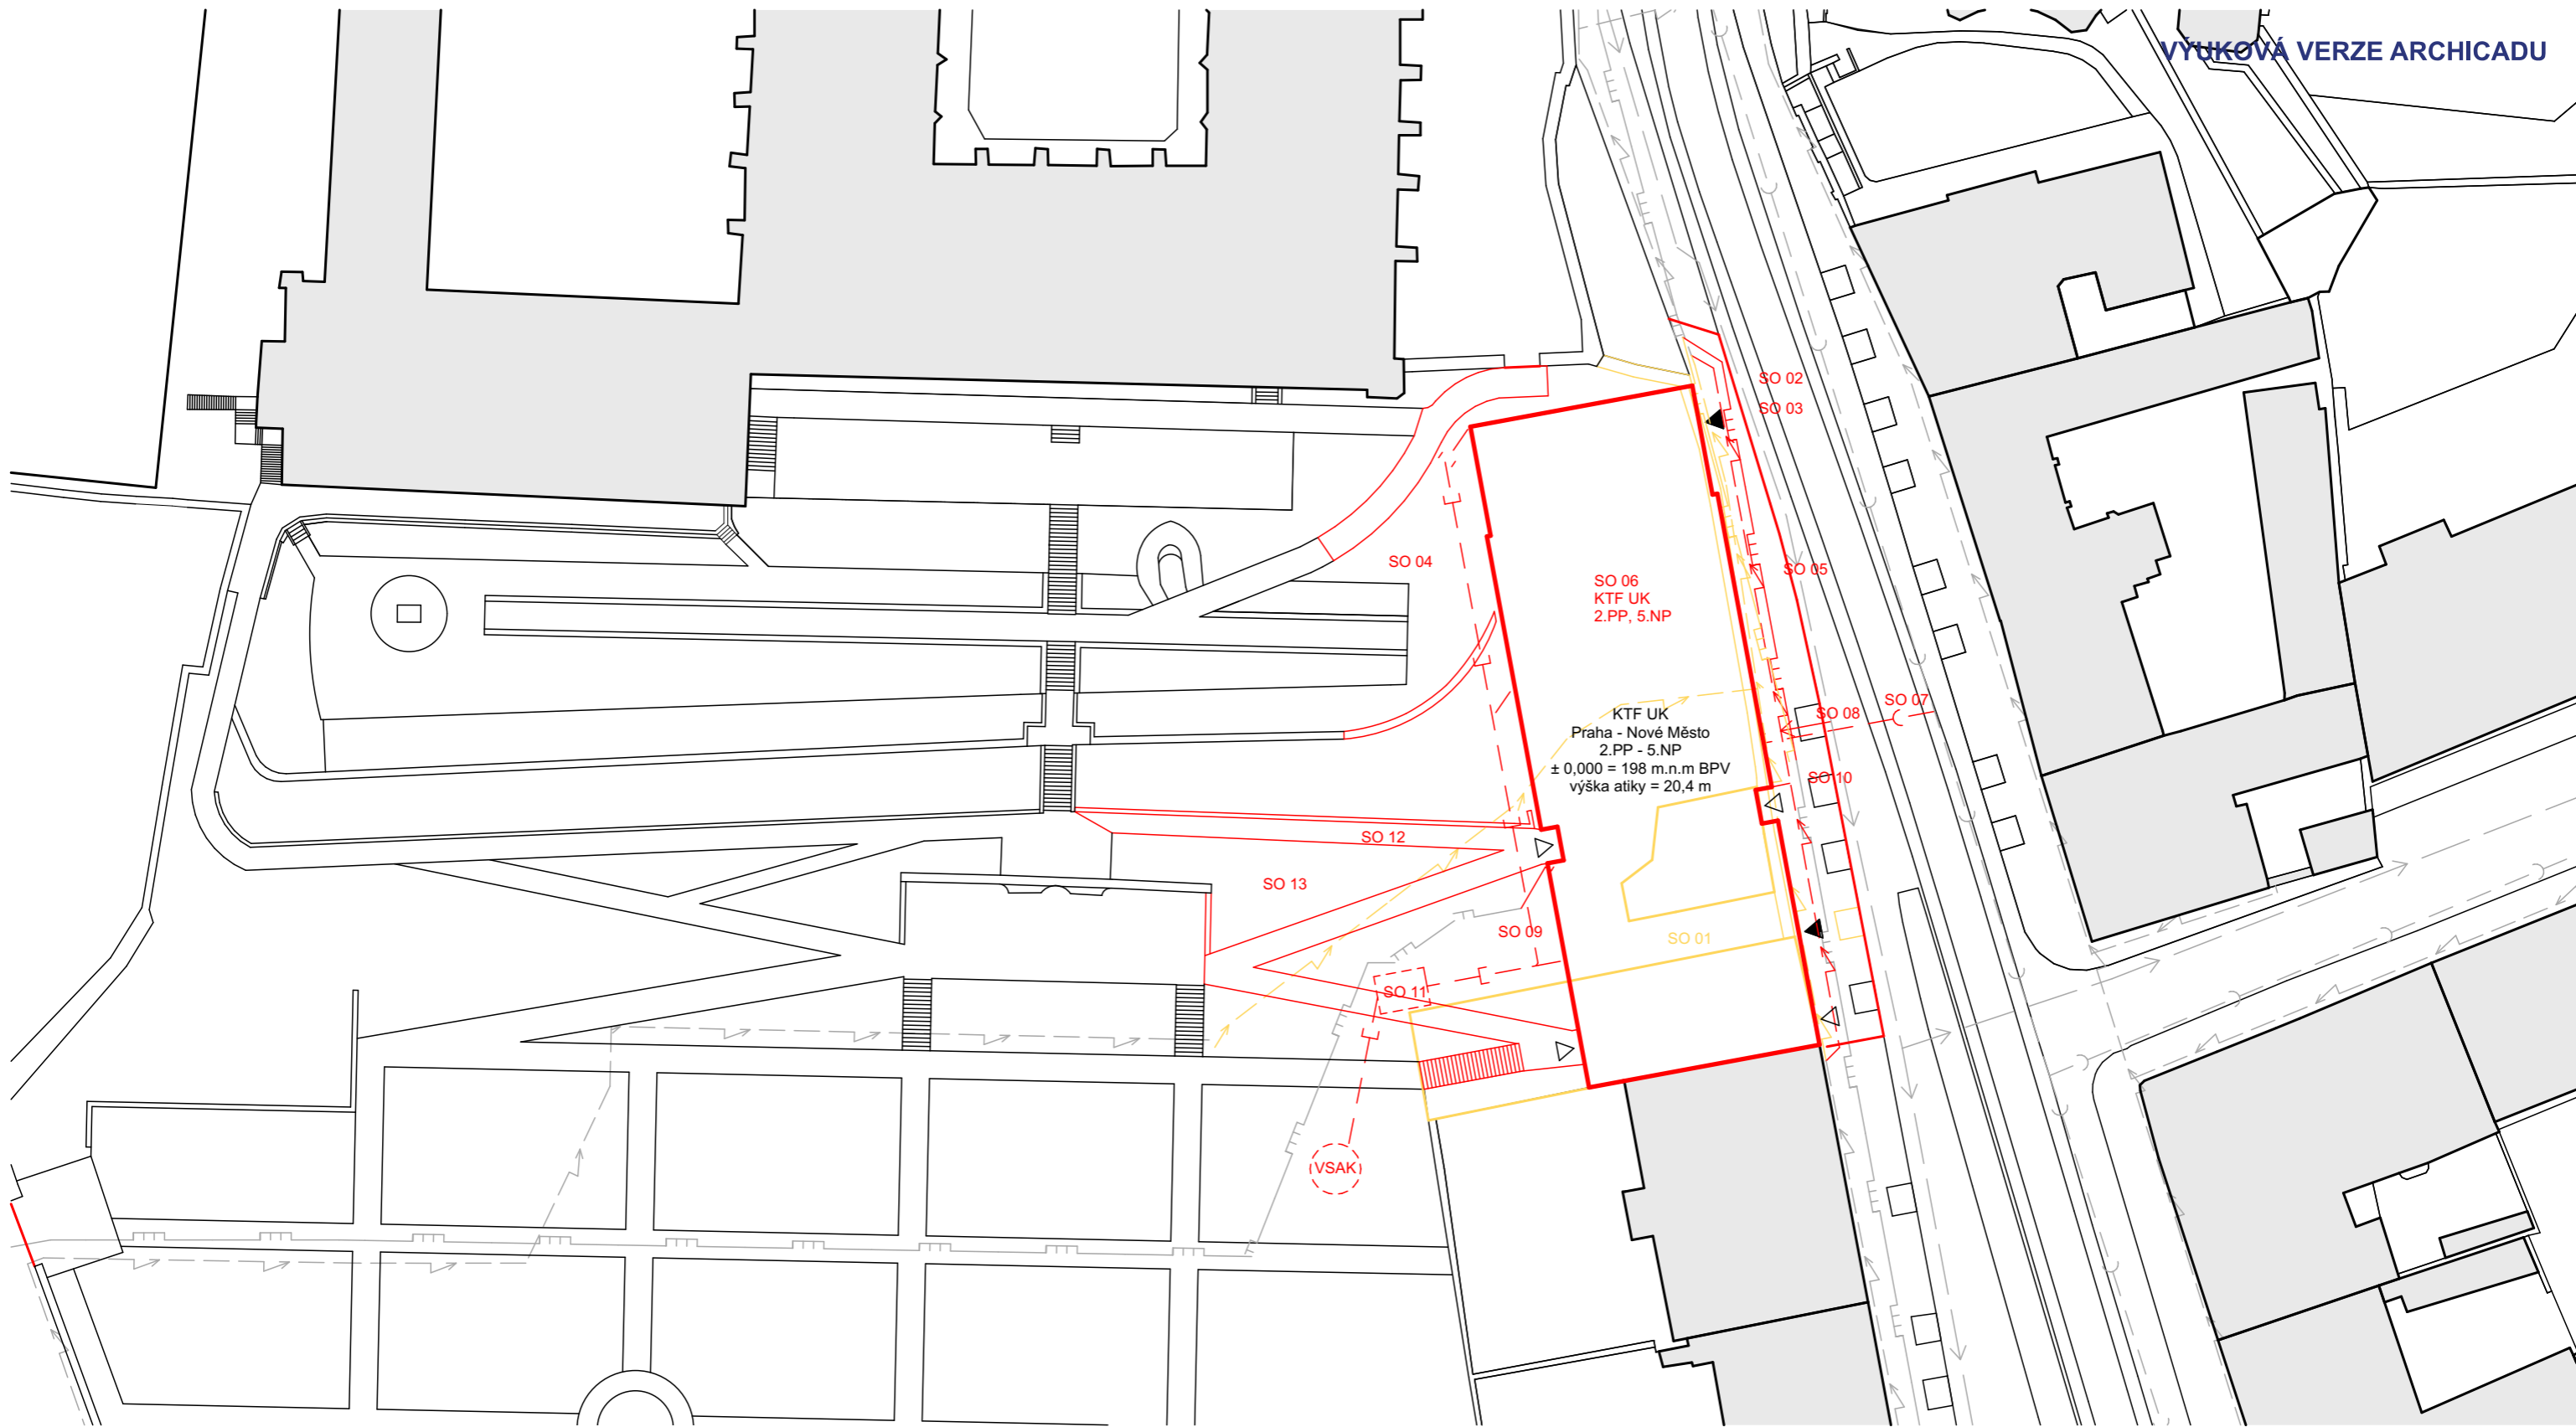 VÝUKOVÁ VERZE ARCHICADU
SO 02
SO 03
SO 04
SO 05
SO 06
KTF UK
2.PP, 5.NP
SO 07
SO 08
KTF UK
Praha - Nové Město
2.PP - 5.NP
± 0,000 = 198 m.n.m BPV
výška atiky = 20,4 m
SO 10
SO 12
SO 13
SO 09
SO 01
SO 11
VSAK